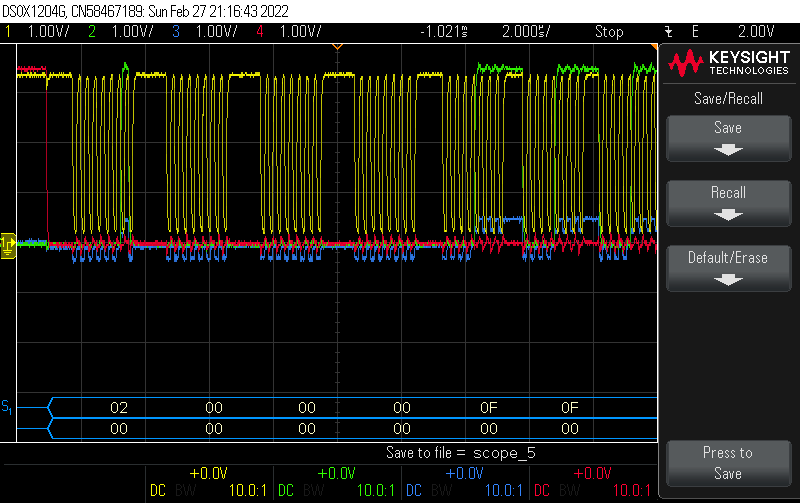 DSOX1204G, CN58467189: Sun Feb 27 21:16:43 2022
1 1.00V/ 2 1.00V/ 3 1.00V/ 4 1.00V/ -1.021ms 2.000ms/ Stop E 2.00V
KEYSIGHT
TECHNOLOGIES
Save/Recall
Save
Recall
Default/Erase
S1
02 00 00 00 0F 0F
00 00 00 00 00 00
Save to file = scope_5
Press to
Save
+0.0V +0.0V +0.0V +0.0V
DC BW 10.0:1 DC BW 10.0:1 DC BW 10.0:1 DC BW 10.0:1